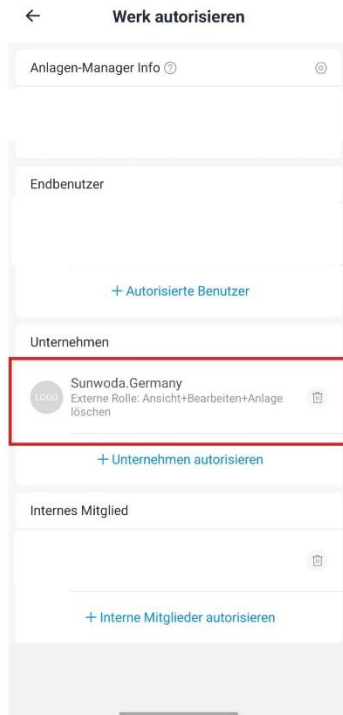 Werk autorisieren
Anlagen-Manager Info
Endbenutzer
+ Autorisierte Benutzer
Unternehmen
LOGO
Sunwoda.Germany
Externe Rolle: Ansicht+Bearbeiten+Anlage
löschen
+ Unternehmen autorisieren
Internes Mitglied
+ Interne Mitglieder autorisieren